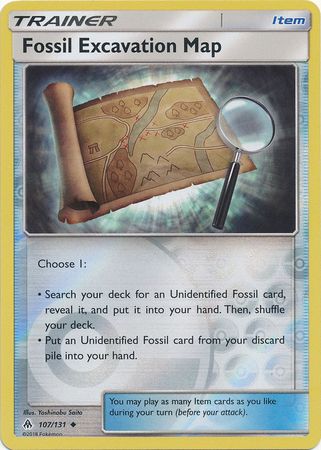 TRAINER Item
Fossil Excavation Map
Choose 1:
• Search your deck for an Unidentified Fossil card,
reveal it, and put it into your hand. Then, shuffle
your deck.
• Put an Unidentified Fossil card from your discard
pile into your hand.
Illus. Yoshinobu Saito
107/131
©2018 Pokémon
You may play as many Item cards as you like
during your turn (before your attack).